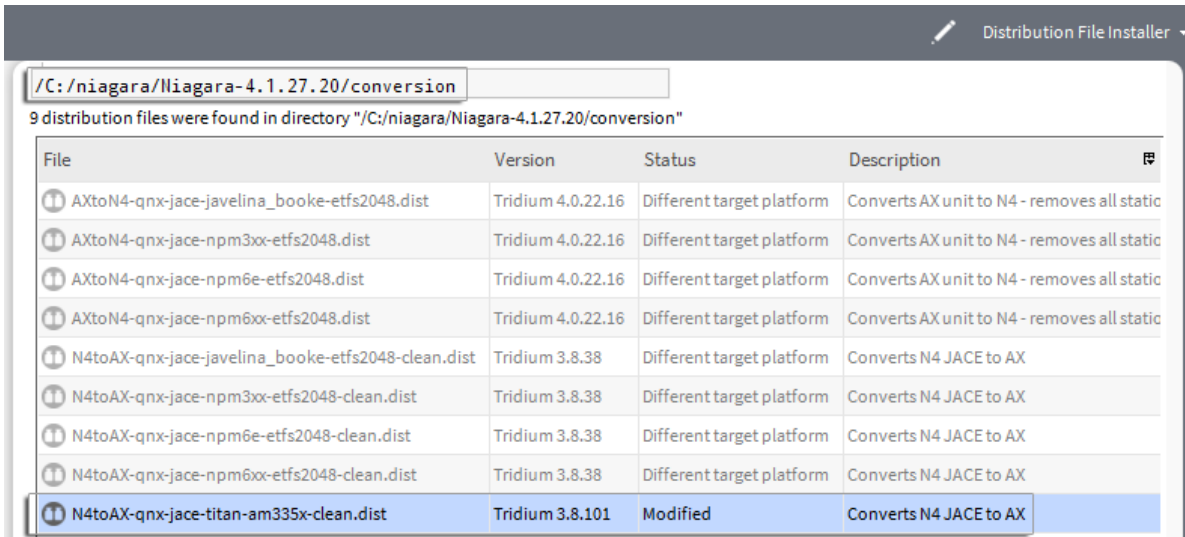 Distribution File Installer
/C:/niagara/Niagara-4.1.27.20/conversion
9 distribution files were found in directory "/C:/niagara/Niagara-4.1.27.20/conversion"
File Version Status Description
AXtoN4-qnx-jace-javelina_booke-etfs2048.dist Tridium 4.0.22.16 Different target platform Converts AX unit to N4 - removes all static
AXtoN4-qnx-jace-npm3xx-etfs2048.dist Tridium 4.0.22.16 Different target platform Converts AX unit to N4 - removes all static
AXtoN4-qnx-jace-npm6e-etfs2048.dist Tridium 4.0.22.16 Different target platform Converts AX unit to N4 - removes all static
AXtoN4-qnx-jace-npm6xx-etfs2048.dist Tridium 4.0.22.16 Different target platform Converts AX unit to N4 - removes all static
N4toAX-qnx-jace-javelina_booke-etfs2048-clean.dist Tridium 3.8.38 Different target platform Converts N4 JACE to AX
N4toAX-qnx-jace-npm3xx-etfs2048-clean.dist Tridium 3.8.38 Different target platform Converts N4 JACE to AX
N4toAX-qnx-jace-npm6e-etfs2048-clean.dist Tridium 3.8.38 Different target platform Converts N4 JACE to AX
N4toAX-qnx-jace-npm6xx-etfs2048-clean.dist Tridium 3.8.38 Different target platform Converts N4 JACE to AX
N4toAX-qnx-jace-titan-am335x-clean.dist Tridium 3.8.101 Modified Converts N4 JACE to AX